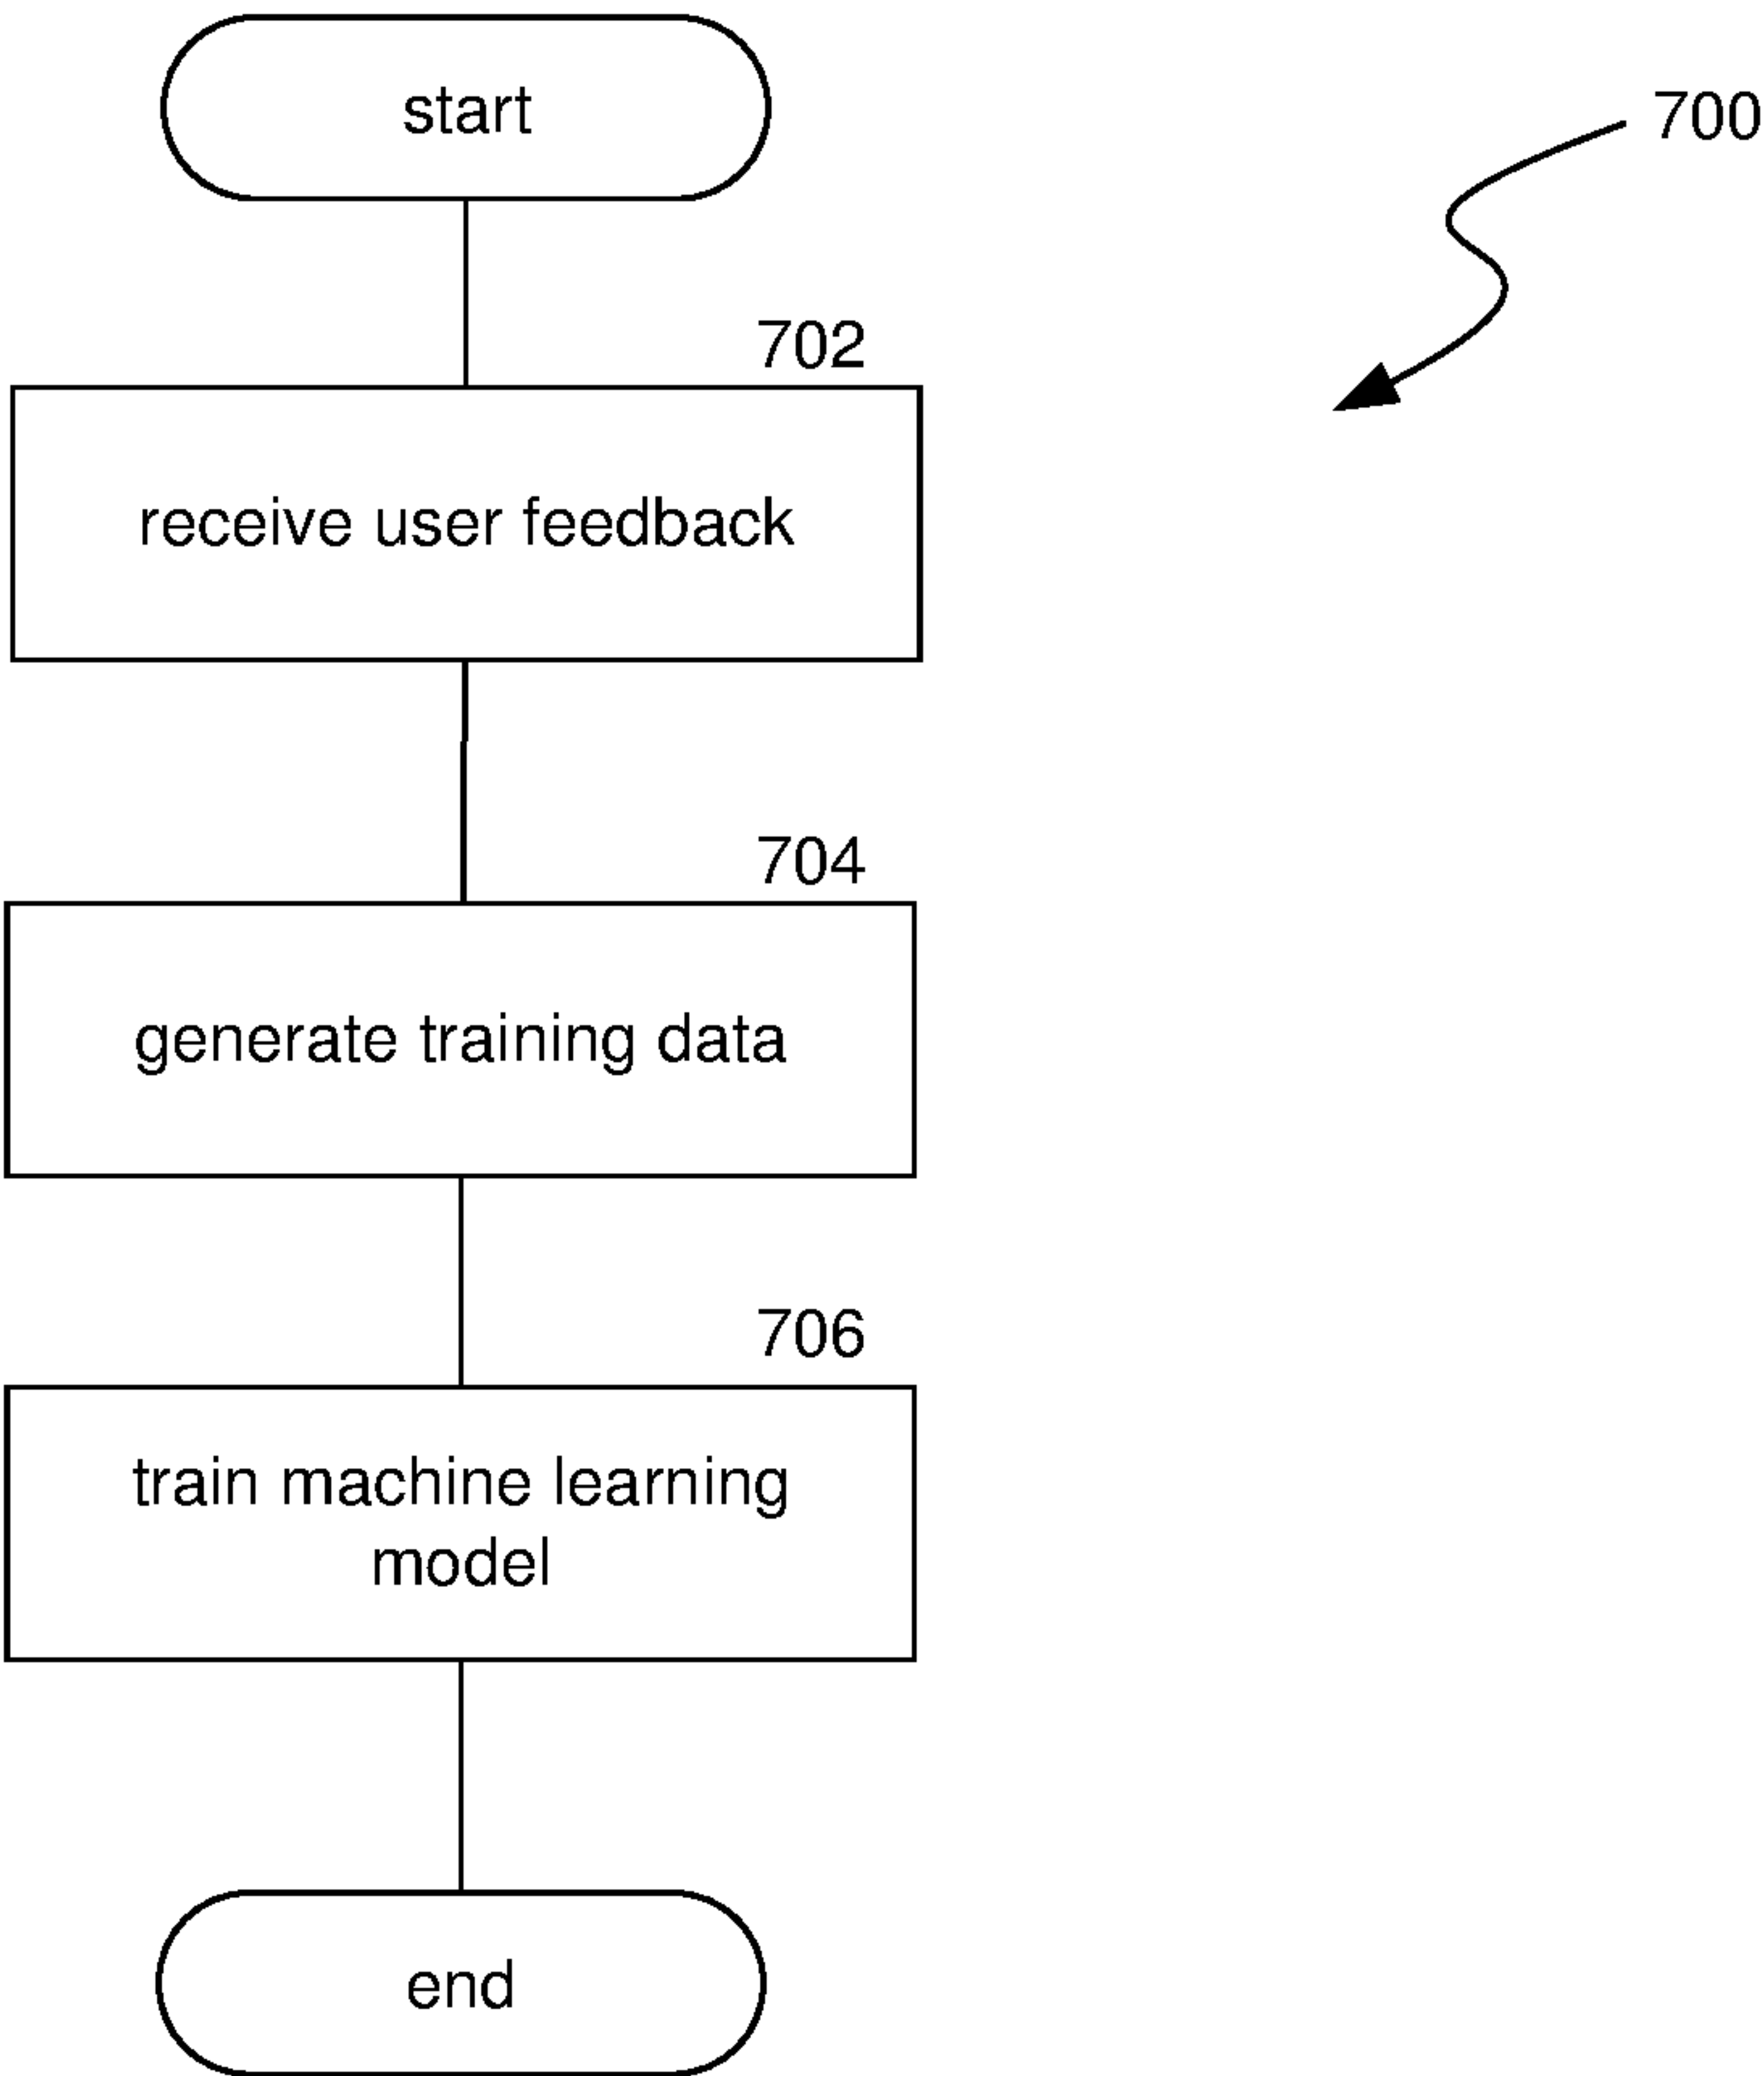 start
700
702
receive user feedback
704
generate training data
706
train machine learning
model
end